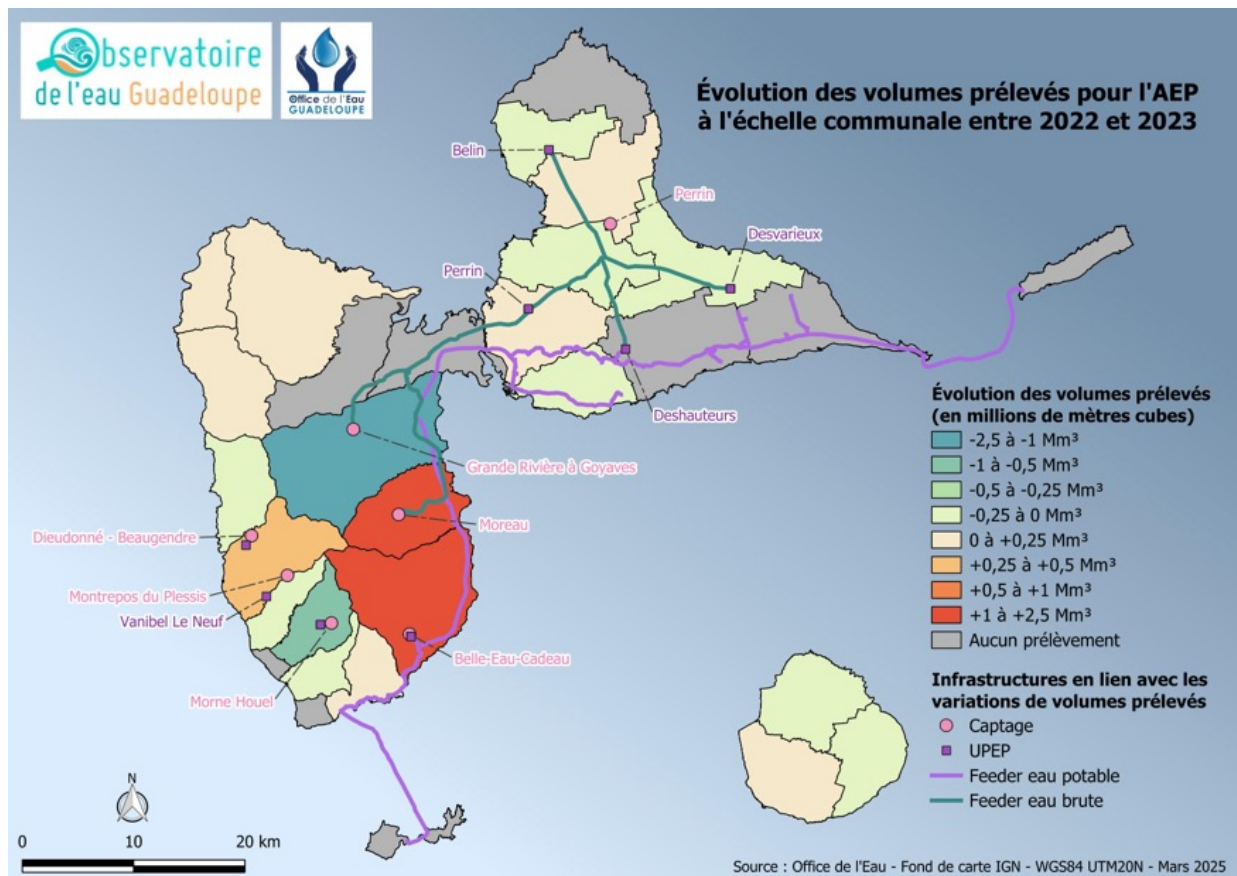 Observatoire
de l'eau Guadeloupe
Office de l'Eau
GUADELOUPE
Évolution des volumes prélevés pour l'AEP
à l'échelle communale entre 2022 et 2023
Belin
Perrin
Desvarieux
Perrin
Deshauteurs
Grande Rivière à Goyaves
Moreau
Dieudonné - Beaugendre
Montrepos du Plessis
Vanibel Le Neuf
Belle-Eau-Cadeau
Morne Houel
Évolution des volumes prélevés
(en millions de mètres cubes)
-2,5 à -1 Mm³
-1 à -0,5 Mm³
-0,5 à -0,25 Mm³
-0,25 à 0 Mm³
0 à +0,25 Mm³
+0,25 à +0,5 Mm³
+0,5 à +1 Mm³
+1 à +2,5 Mm³
Aucun prélèvement
Infrastructures en lien avec les
variations de volumes prélevés
Captage
UPEP
Feeder eau potable
Feeder eau brute
N
0 10 20 km
Source : Office de l'Eau - Fond de carte IGN - WGS84 UTM20N - Mars 2025